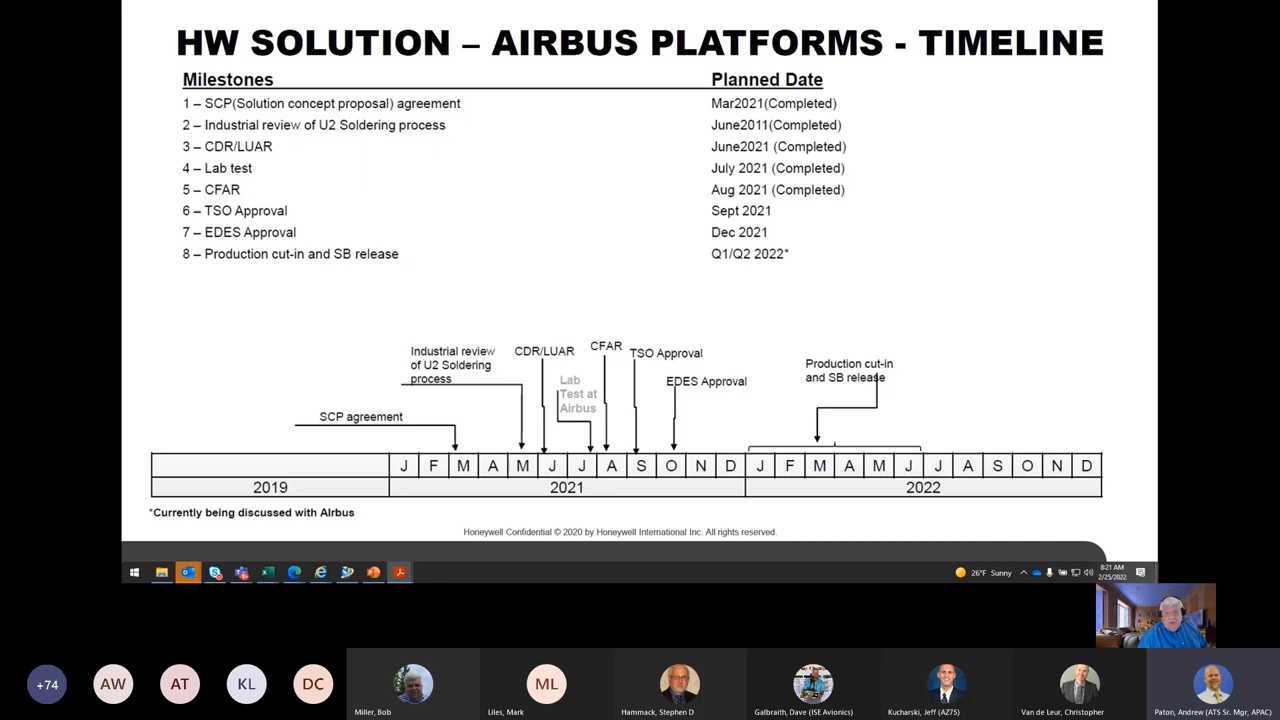 HW SOLUTION – AIRBUS PLATFORMS - TIMELINE
Milestones Planned Date
1 – SCP(Solution concept proposal) agreement Mar2021(Completed)
2 – Industrial review of U2 Soldering process June2011(Completed)
3 – CDR/LUAR June2021 (Completed)
4 – Lab test July 2021 (Completed)
5 – CFAR Aug 2021 (Completed)
6 – TSO Approval Sept 2021
7 – EDES Approval Dec 2021
8 – Production cut-in and SB release Q1/Q2 2022*
SCP agreement
Industrial review
of U2 Soldering
process
CDR/LUAR
Lab
Test at
Airbus
CFAR
TSO Approval
EDES Approval
Production cut-in
and SB release
J F M A M J J A S O N D J F M A M J J A S O N D
2019 2021 2022
*Currently being discussed with AIrbus
Honeywell Confidential © 2020 by Honeywell International Inc. All rights reserved.
26°F Sunny
8:21 AM
2/25/2022
+74
AW
AT
KL
DC
Miller, Bob
ML
Liles, Mark
Hammack, Stephen D
Galbraith, Dave (ISE Avionics)
Kucharski, Jeff (AZ75)
Van de Leur, Christopher
Paton, Andrew (ATS Sr. Mgr, APAC)